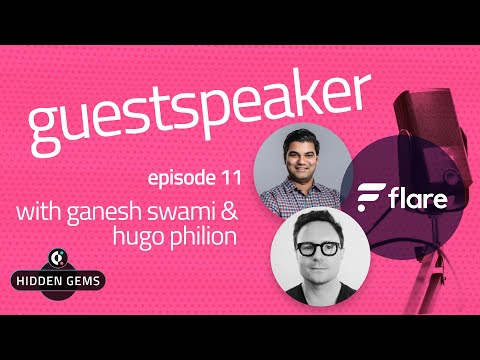 guestspeaker
episode 11
with ganesh swami &
hugo philion
flare
HIDDEN GEMS